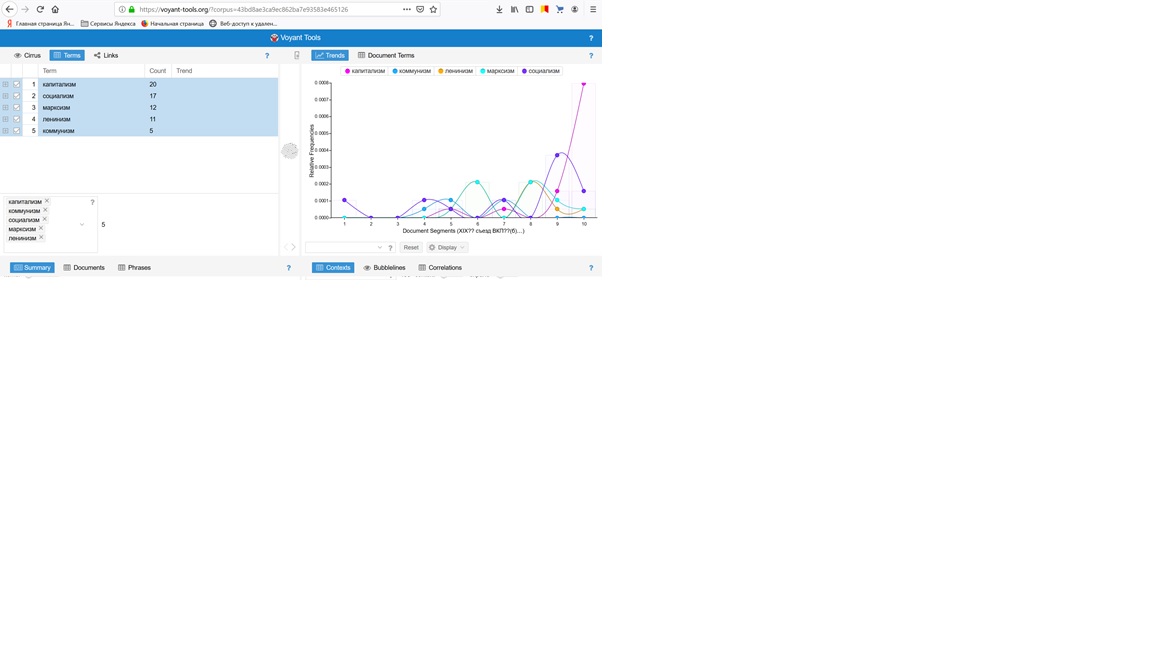 https://voyant-tools.org/?corpus=43bd8ae3ca9ec862ba7e93583e465126
Главная страница Ян... Сервисы Яндекса Начальная страница Веб-доступ к удален...
Voyant Tools ?
Cirrus Terms Links ?
Trends Document Terms ?
Term Count Trend
1 капитализм 20
2 социализм 17
3 марксизм 12
4 ленинизм 11
5 коммунизм 5
капитализм ?
коммунизм
социализм
марксизм
ленинизм
5
капитализм коммунизм ленинизм марксизм социализм
0.0008
0.0007
0.0006
0.0005
0.0004
0.0003
0.0002
0.0001
0.0000
Relative Frequencies
1 2 3 4 5 6 7 8 9 10
Document Segments (XIX?? съезд ВКП??(б)...)
? Reset Display
Summary Documents Phrases ?
Contexts Bubblelines Correlations ?